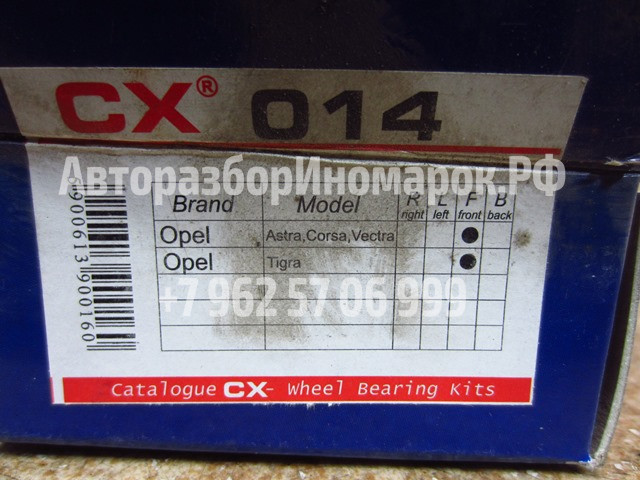 CX® 014
АвторазборИномарок.РФ
Brand Model R right L left F front B back
Opel Astra,Corsa,Vectra ●
Opel Tigra ●
+7 962 57 06 999
5900613900160
Catalogue CX- Wheel Bearing Kits